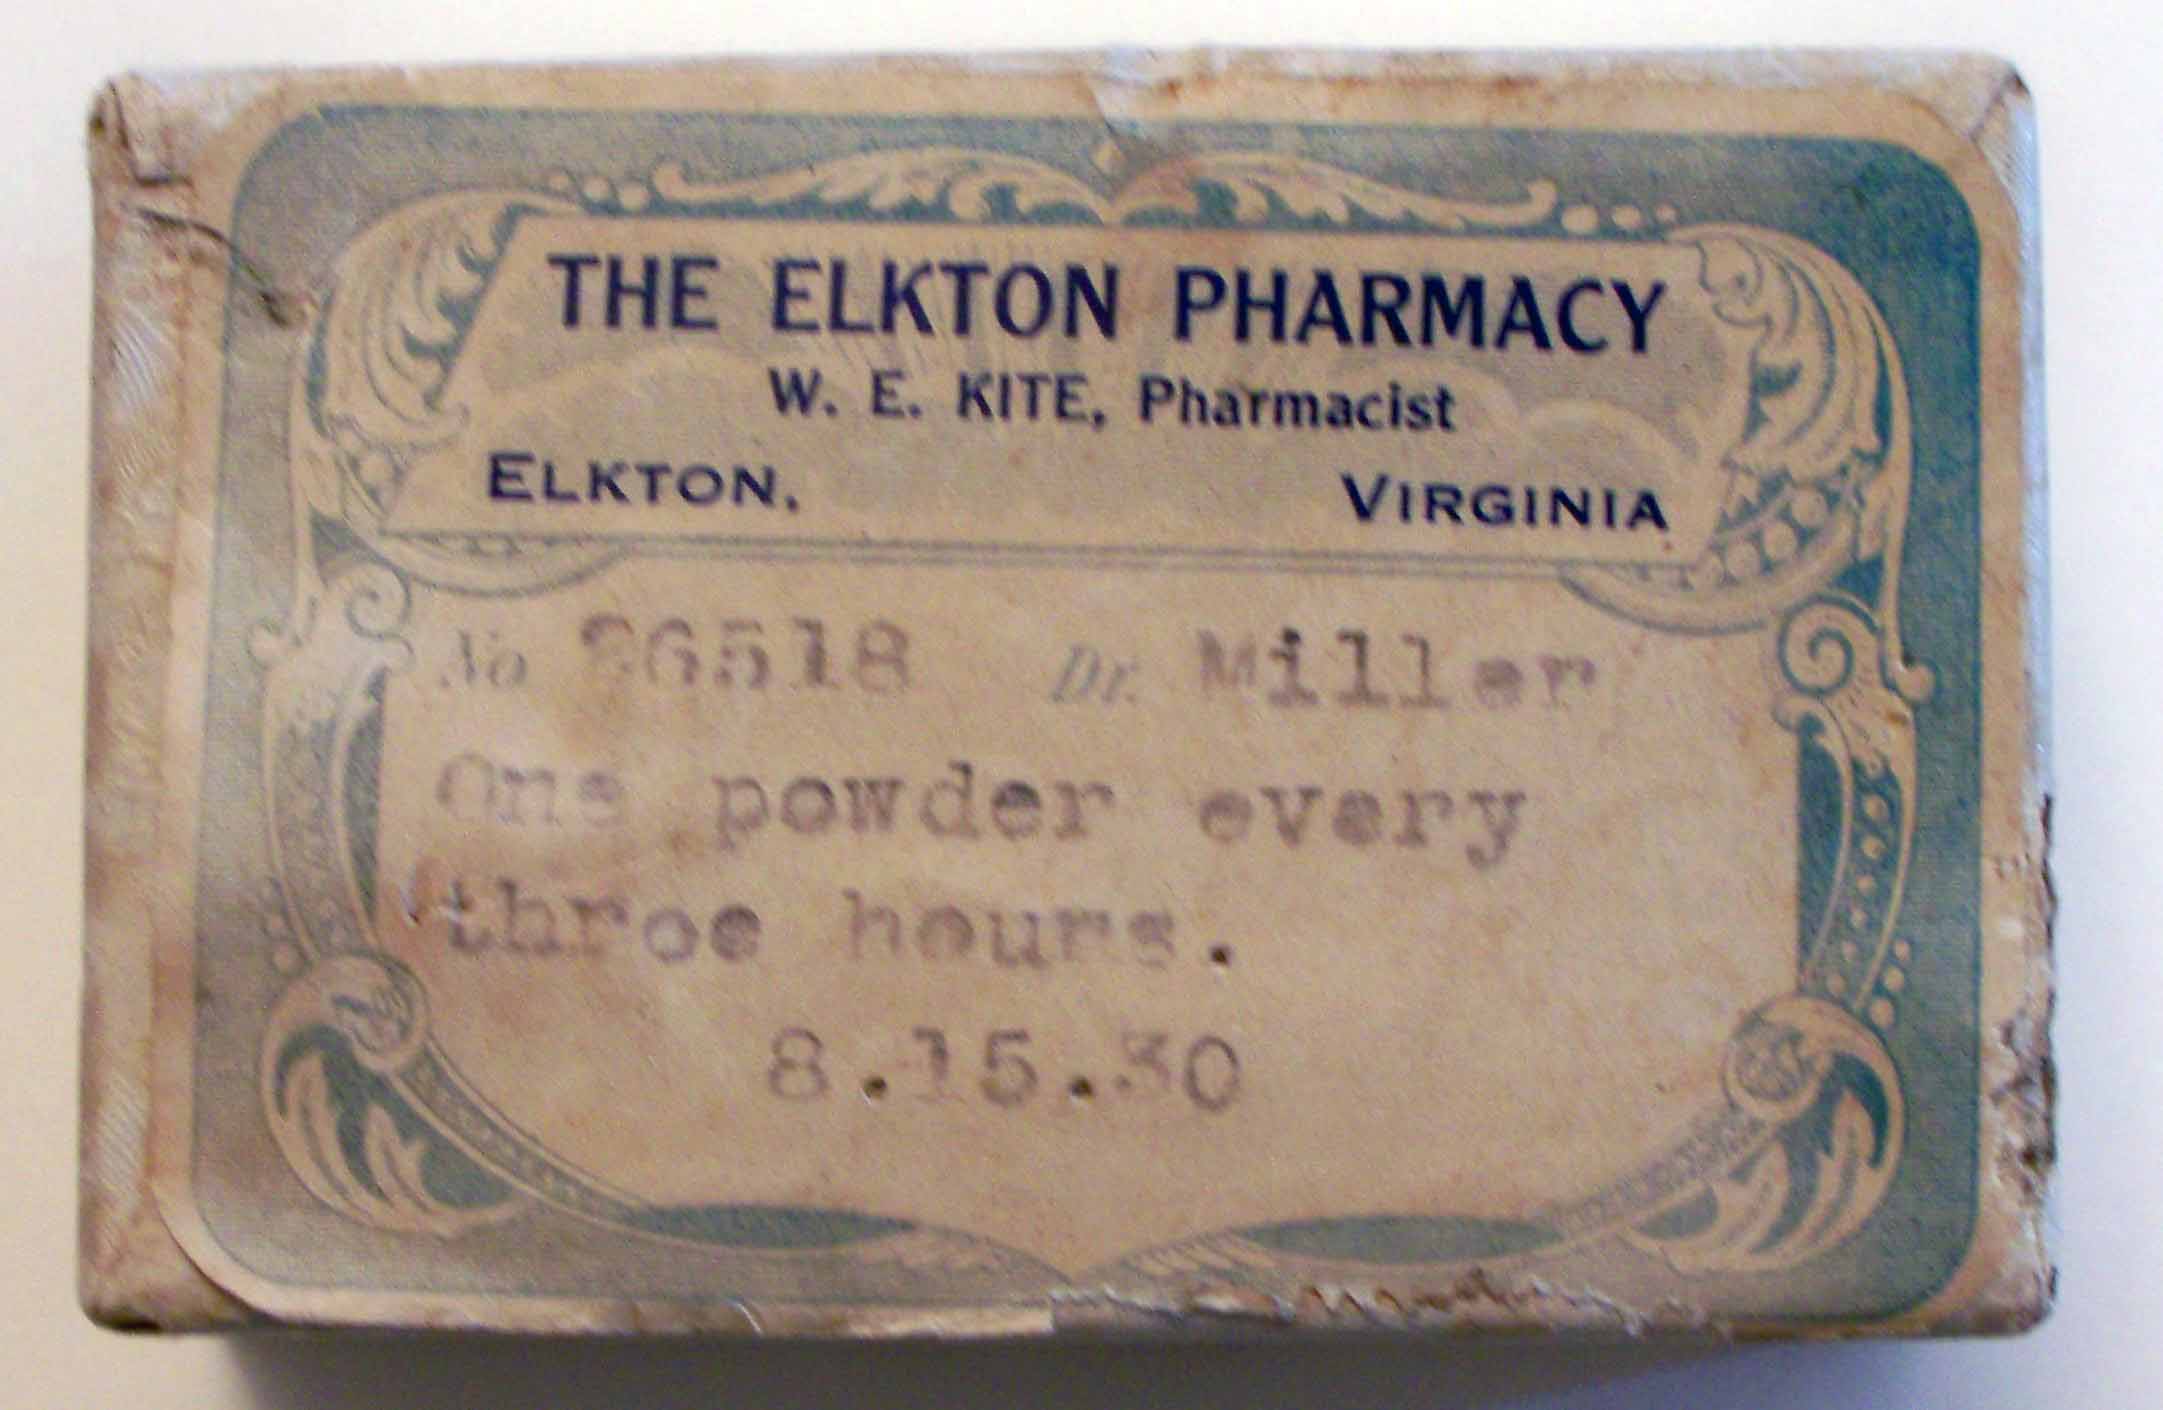 THE ELKTON PHARMACY
W. E. KITE, Pharmacist
ELKTON, VIRGINIA
No 26518 Dr. Miller
One powder every
three hours.
8.15.30